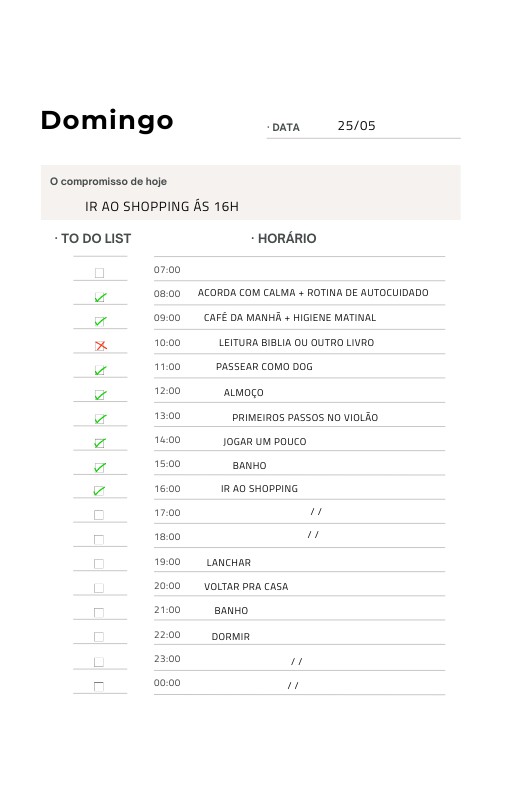 Domingo
· DATA 25/05
O compromisso de hoje
IR AO SHOPPING ÁS 16H
· TO DO LIST · HORÁRIO
07:00
08:00 ACORDA COM CALMA + ROTINA DE AUTOCUIDADO
09:00 CAFÉ DA MANHÃ + HIGIENE MATINAL
10:00 LEITURA BIBLIA OU OUTRO LIVRO
11:00 PASSEAR COMO DOG
12:00 ALMOÇO
13:00 PRIMEIROS PASSOS NO VIOLÃO
14:00 JOGAR UM POUCO
15:00 BANHO
16:00 IR AO SHOPPING
17:00 / /
18:00 / /
19:00 LANCHAR
20:00 VOLTAR PRA CASA
21:00 BANHO
22:00 DORMIR
23:00 / /
00:00 / /